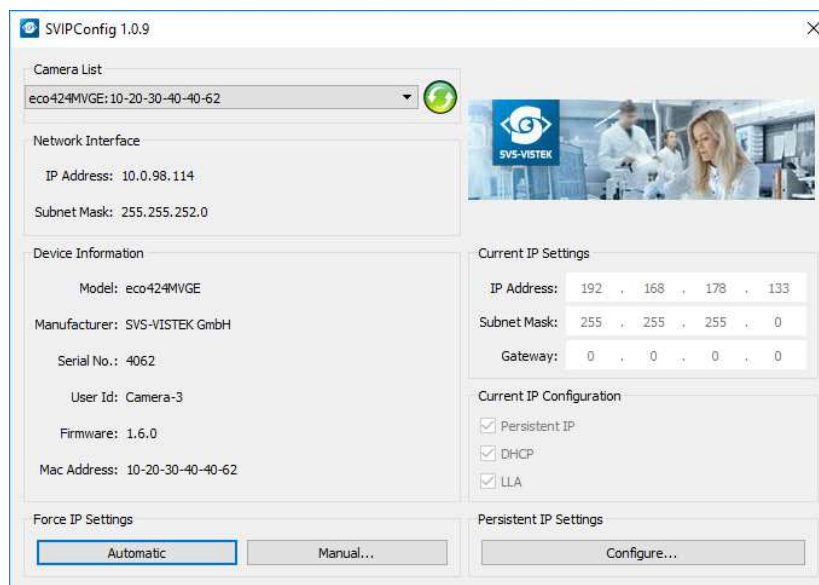 SVIPConfig 1.0.9
Camera List
eco424MVGE:10-20-30-40-40-62
SVS-VISTEK
Network Interface
IP Address: 10.0.98.114
Subnet Mask: 255.255.252.0
Device Information
Model: eco424MVGE
Manufacturer: SVS-VISTEK GmbH
Serial No.: 4062
User Id: Camera-3
Firmware: 1.6.0
Mac Address: 10-20-30-40-40-62
Current IP Settings
IP Address: 192 . 168 . 178 . 133
Subnet Mask: 255 . 255 . 255 . 0
Gateway: 0 . 0 . 0 . 0
Current IP Configuration
Persistent IP
DHCP
LLA
Force IP Settings
Automatic
Manual...
Persistent IP Settings
Configure...